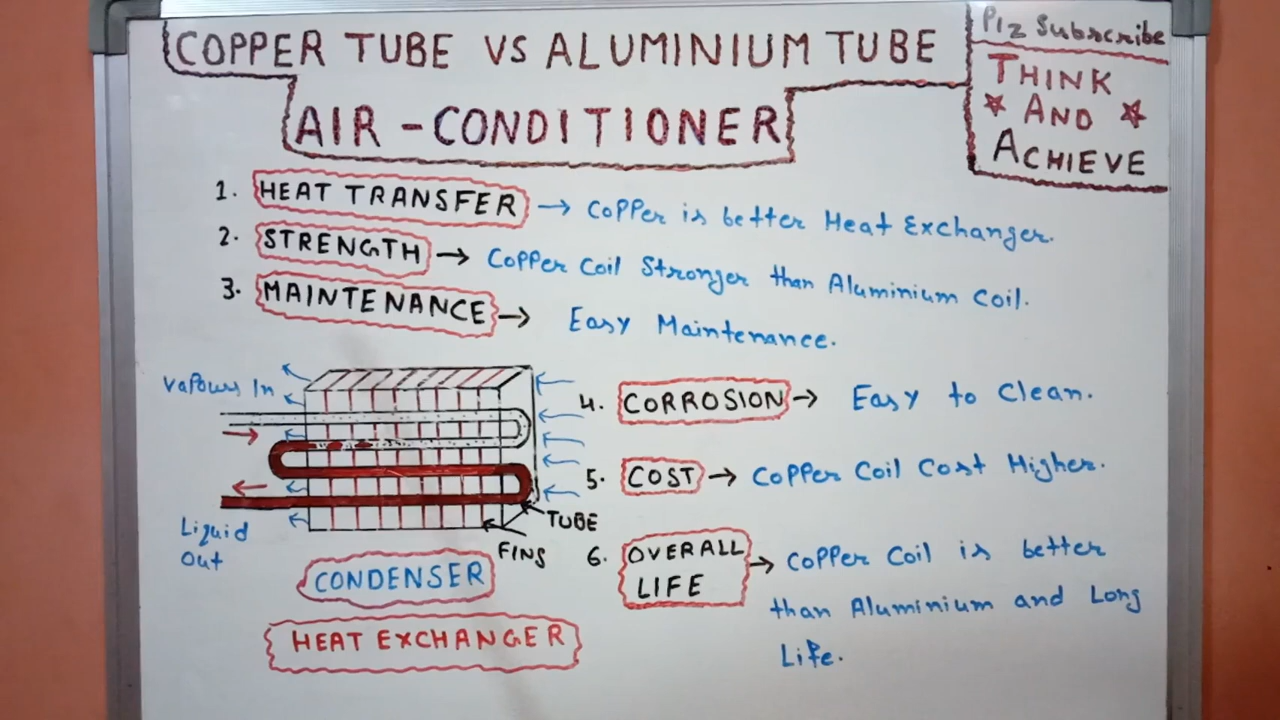 COPPER TUBE VS ALUMINIUM TUBE
AIR-CONDITIONER
Plz Subscribe
THINK
AND
ACHIEVE
1. HEAT TRANSFER → Copper is better Heat Exchanger.
2. STRENGTH → Copper Coil Stronger than Aluminium Coil.
3. MAINTENANCE → Easy Maintenance.
Vapours In
Liquid
Out
TUBE
FINS
CONDENSER
HEAT EXCHANGER
4. CORROSION → Easy to Clean.
5. COST → Copper Coil Cost Higher.
6. OVERALL LIFE → Copper Coil is better
than Aluminium and Long
Life.